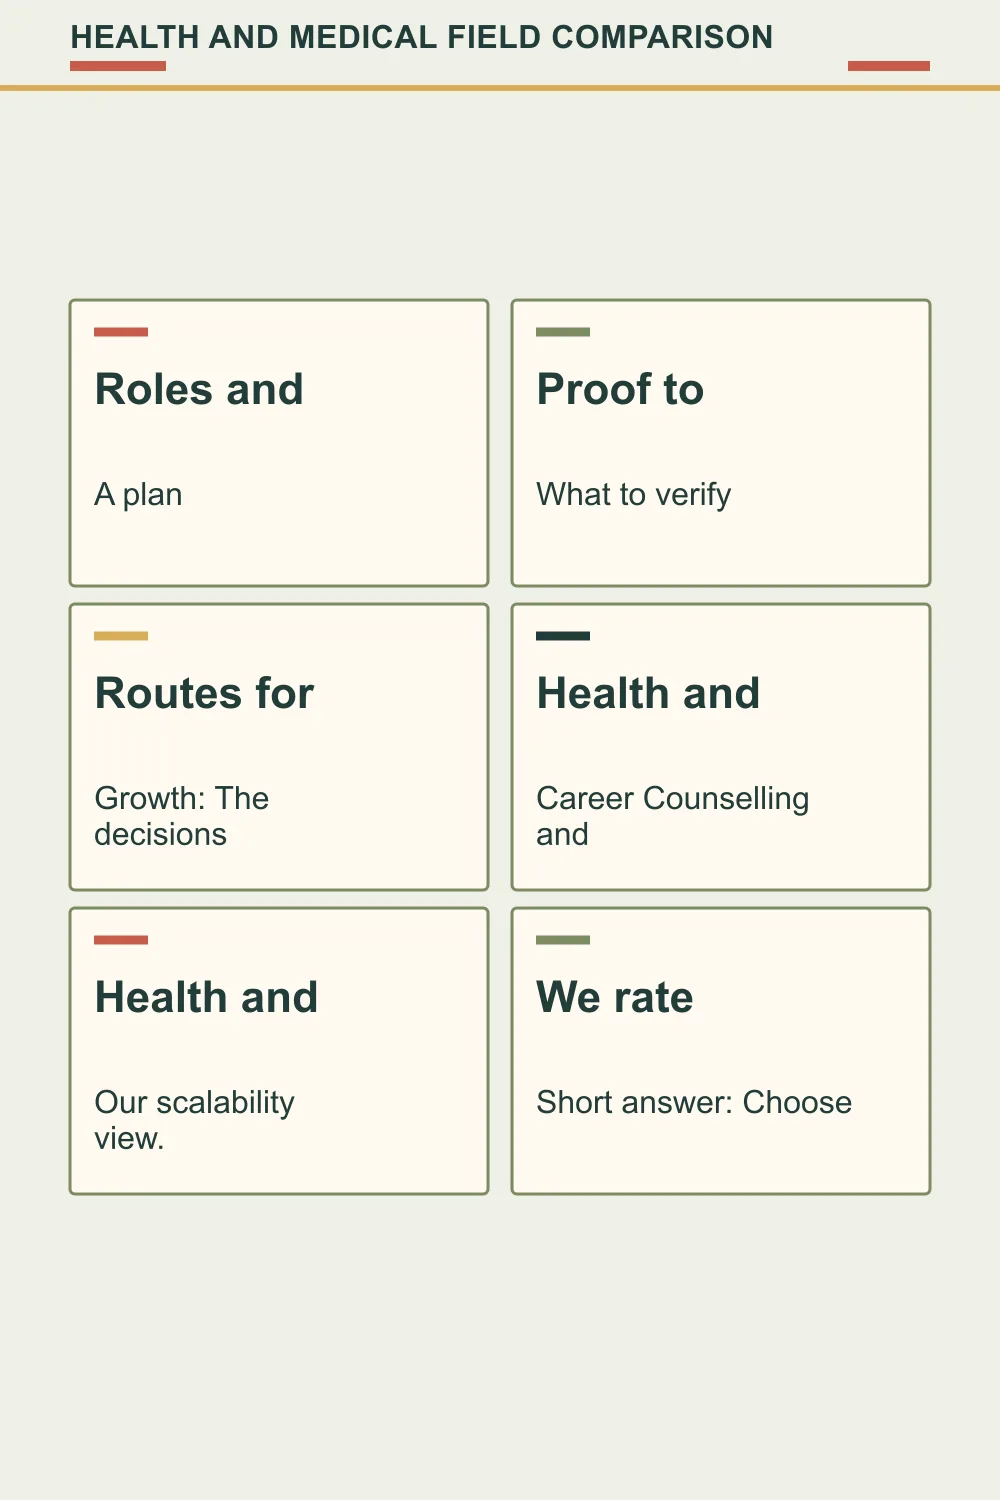 HEALTH AND MEDICAL FIELD COMPARISON
Roles and
A plan
Proof to
What to verify
Routes for
Growth: The
decisions
Health and
Career Counselling
and
Health and
Our scalability
view.
We rate
Short answer: Choose